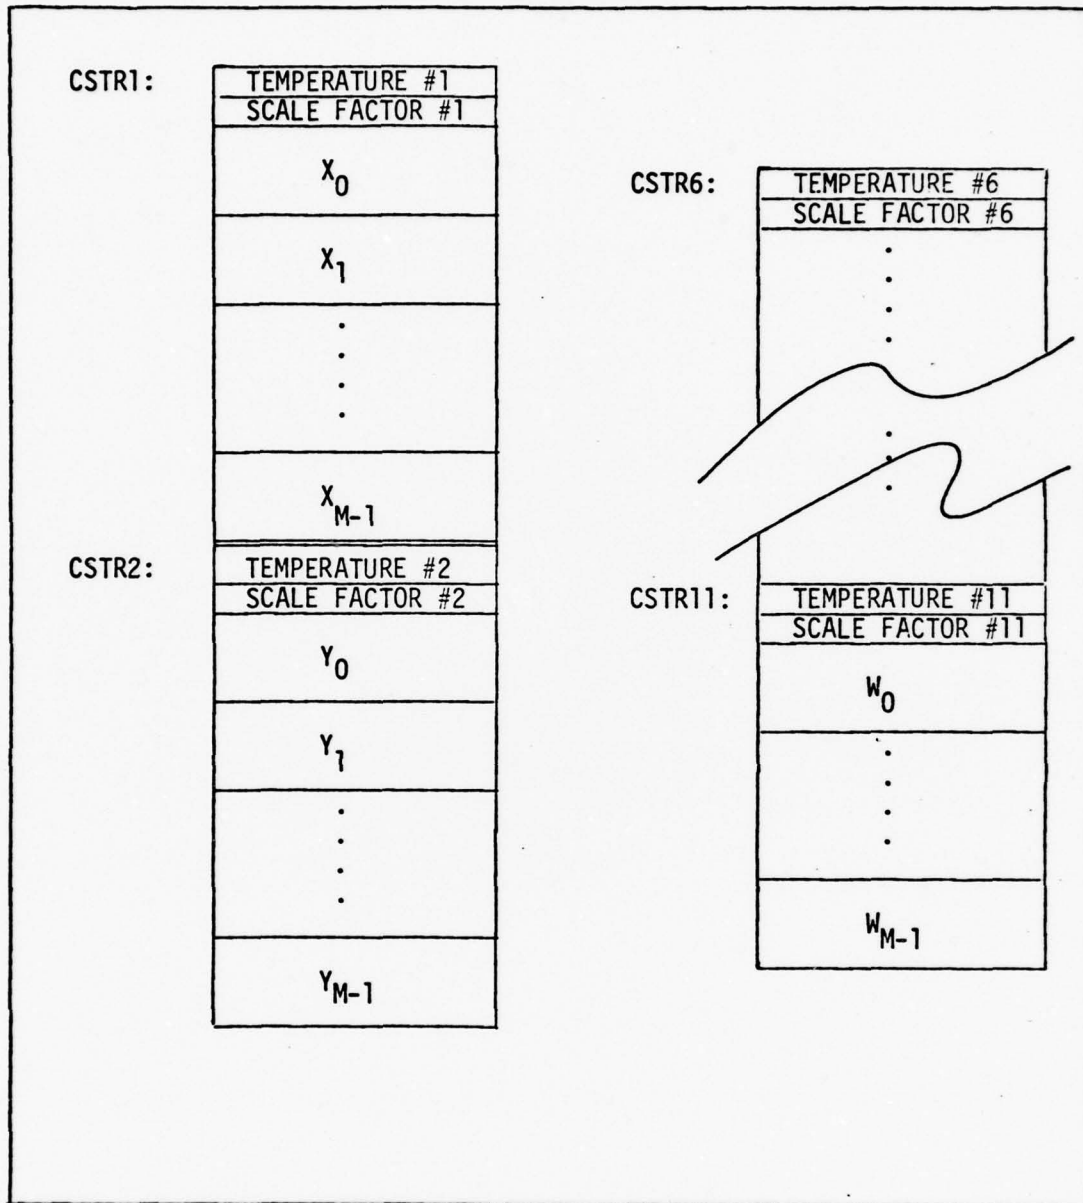 CSTR1:
TEMPERATURE #1
SCALE FACTOR #1
X0
X1
XM-1
CSTR2:
TEMPERATURE #2
SCALE FACTOR #2
Y0
Y1
YM-1
CSTR6:
TEMPERATURE #6
SCALE FACTOR #6
CSTR11:
TEMPERATURE #11
SCALE FACTOR #11
W0
WM-1